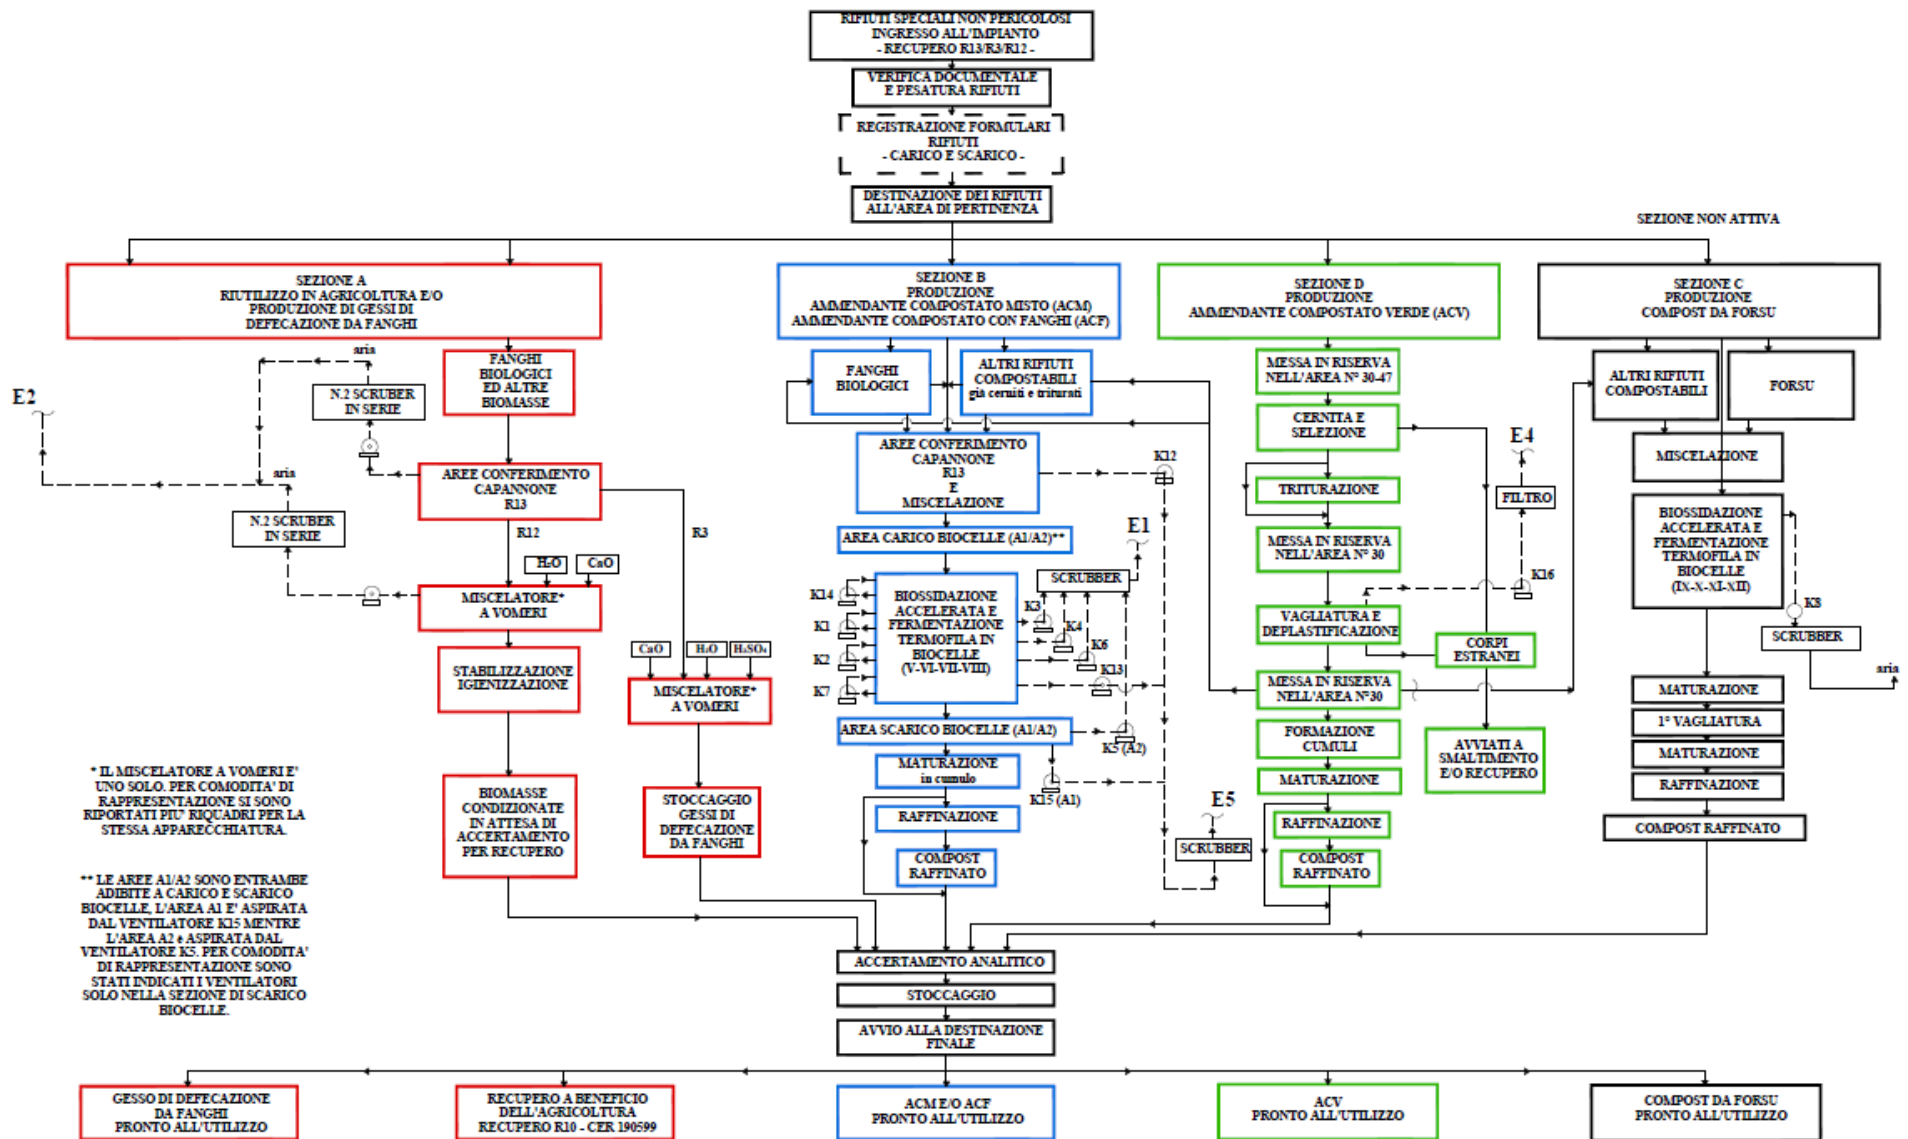 RIFIUTI SPECIALI NON PERICOLOSI
INGRESSO ALL'IMPIANTO
- RECUPERO R13/R3/R12 -
VERIFICA DOCUMENTALE
E PESATURA RIFIUTI
REGISTRAZIONE FORMULARI
RIFIUTI
- CARICO E SCARICO -
DESTINAZIONE DEI RIFIUTI
ALL'AREA DI PERTINENZA
SEZIONE NON ATTIVA
SEZIONE A
RIUTILIZZO IN AGRICOLTURA E/O
PRODUZIONE DI GESSI DI
DEFECAZIONE DA FANGHI
SEZIONE B
PRODUZIONE
AMMENDANTE COMPOSTATO MISTO (ACM)
AMMENDANTE COMPOSTATO CON FANGHI (ACF)
SEZIONE D
PRODUZIONE
AMMENDANTE COMPOSTATO VERDE (ACV)
SEZIONE C
PRODUZIONE
COMPOST DA FORSU
E2
aria
N.2 SCRUBER
IN SERIE
aria
N.2 SCRUBER
IN SERIE
FANGHI
BIOLOGICI
ED ALTRE
BIOMASSE
AREE CONFERIMENTO
CAPANNONE
R13
R12
R3
H2O
CaO
MISCELATORE*
A VOMERI
STABILIZZAZIONE
IGIENIZZAZIONE
CaO
H2O
H2SO4
MISCELATORE*
A VOMERI
BIOMASSE
CONDIZIONATE
IN ATTESA DI
ACCERTAMENTO
PER RECUPERO
STOCCAGGIO
GESSI DI
DEFECAZIONE
DA FANGHI
* IL MISCELATORE A VOMERI E'
UNO SOLO. PER COMODITA' DI
RAPPRESENTAZIONE SI SONO
RIPORTATI PIU' RIQUADRI PER LA
STESSA APPARECCHIATURA.
** LE AREE A1/A2 SONO ENTRAMBE
ADIBITE A CARICO E SCARICO
BIOCELLE, L'AREA A1 E' ASPIRATA
DAL VENTILATORE K15 MENTRE
L'AREA A2 e ASPIRATA DAL
VENTILATORE K5. PER COMODITA'
DI RAPPRESENTAZIONE SONO
STATI INDICATI I VENTILATORI
SOLO NELLA SEZIONE DI SCARICO
BIOCELLE.
FANGHI
BIOLOGICI
ALTRI RIFIUTI
COMPOSTABILI
già cerniti e triturati
AREE CONFERIMENTO
CAPANNONE
R13
E
MISCELAZIONE
K12
AREA CARICO BIOCELLE (A1/A2)**
E1
SCRUBBER
BIOSSIDAZIONE
ACCELERATA E
FERMENTAZIONE
TERMOFILA IN
BIOCELLE
(V-VI-VII-VIII)
K14
K1
K2
K7
K3
K4
K6
K13
AREA SCARICO BIOCELLE (A1/A2)
K5 (A2)
K15 (A1)
MATURAZIONE
in cumulo
RAFFINAZIONE
COMPOST
RAFFINATO
E5
SCRUBBER
MESSA IN RISERVA
NELL'AREA N° 30-47
CERNITA E
SELEZIONE
TRITURAZIONE
MESSA IN RISERVA
NELL'AREA N° 30
VAGLIATURA E
DEPLASTIFICAZIONE
MESSA IN RISERVA
NELL'AREA N°30
FORMAZIONE
CUMULI
MATURAZIONE
RAFFINAZIONE
COMPOST
RAFFINATO
E4
FILTRO
K16
CORPI
ESTRANEI
AVVIATI A
SMALTIMENTO
E/O RECUPERO
ALTRI RIFIUTI
COMPOSTABILI
FORSU
MISCELAZIONE
BIOSSIDAZIONE
ACCELERATA E
FERMENTAZIONE
TERMOFILA IN
BIOCELLE
(IX-X-XI-XII)
K8
SCRUBBER
aria
MATURAZIONE
1° VAGLIATURA
MATURAZIONE
RAFFINAZIONE
COMPOST RAFFINATO
ACCERTAMENTO ANALITICO
STOCCAGGIO
AVVIO ALLA DESTINAZIONE
FINALE
GESSO DI DEFECAZIONE
DA FANGHI
PRONTO ALL'UTILIZZO
RECUPERO A BENEFICIO
DELL'AGRICOLTURA
RECUPERO R10 - CER 190599
ACM E/O ACF
PRONTO ALL'UTILIZZO
ACV
PRONTO ALL'UTILIZZO
COMPOST DA FORSU
PRONTO ALL'UTILIZZO